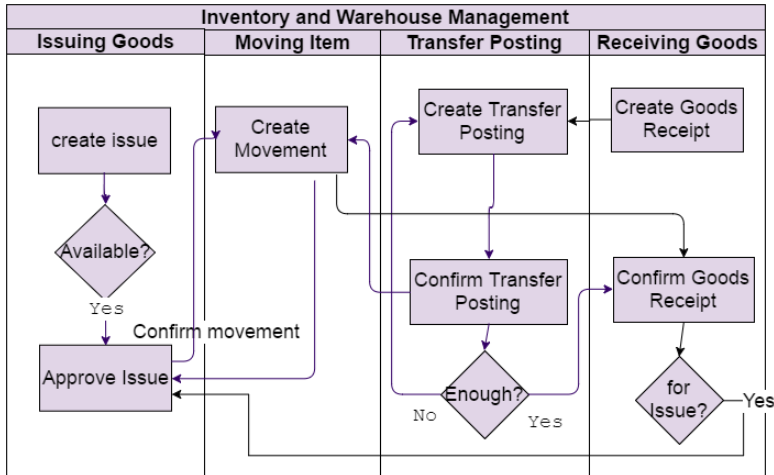 Inventory and Warehouse Management
Issuing Goods
Moving Item
Transfer Posting
Receiving Goods
create issue
Create
Movement
Create Transfer
Posting
Create Goods
Receipt
Available?
Yes
Confirm Transfer
Posting
Confirm Goods
Receipt
Confirm movement
Approve Issue
Enough?
No
Yes
for
Issue?
Yes